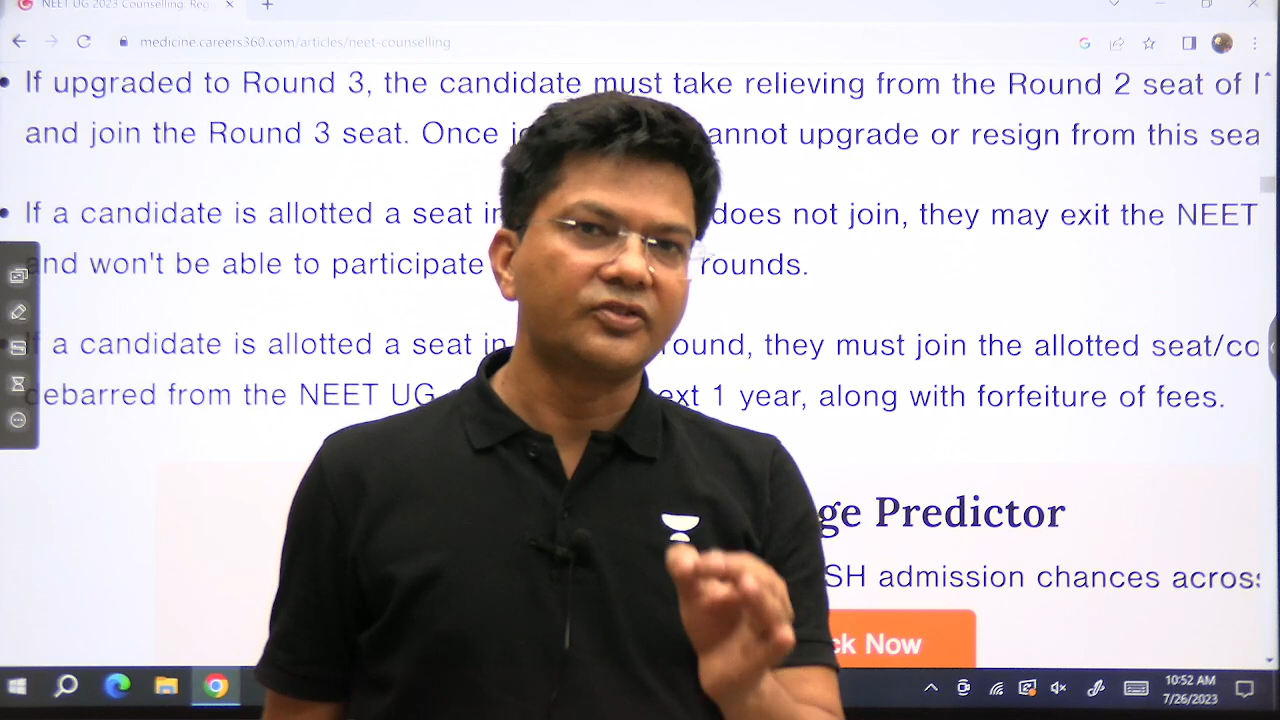 NEET UG 2023 Counselling: Regi
medicine.careers360.com/articles/neet-counselling
If upgraded to Round 3, the candidate must take relieving from the Round 2 seat of
and join the Round 3 seat. Once annot upgrade or resign from this sea
If a candidate is allotted a seat in does not join, they may exit the NEET
and won't be able to participate rounds.
If a candidate is allotted a seat in round, they must join the allotted seat/co
debarred from the NEET UG ext 1 year, along with forfeiture of fees.
ge Predictor
SH admission chances across
ck Now
10:52 AM
7/26/2023